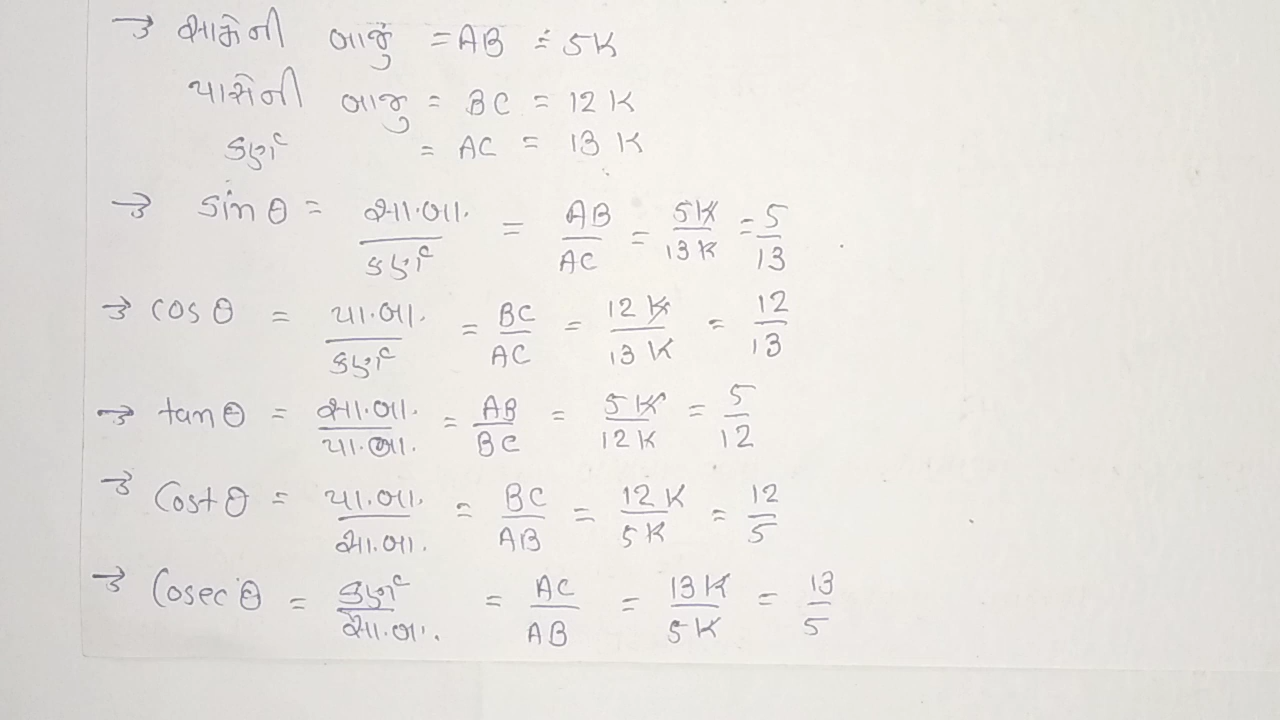 → સામેની બાજુ = AB = 5K
પાસેની બાજુ = BC = 12K
કર્ણ = AC = 13K
→ sin θ = સા.બા. / કર્ણ = AB / AC = 5K / 13K = 5 / 13
→ cos θ = પા.બા. / કર્ણ = BC / AC = 12K / 13K = 12 / 13
→ tan θ = સા.બા. / પા.બા. = AB / BC = 5K / 12K = 5 / 12
→ Cost θ = પા.બા. / સા.બા. = BC / AB = 12K / 5K = 12 / 5
→ Cosec θ = કર્ણ / સા.બા. = AC / AB = 13K / 5K = 13 / 5